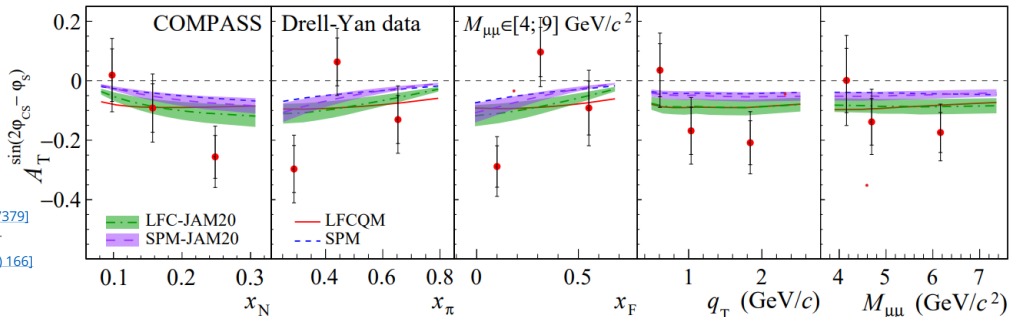 COMPASS
Drell-Yan data
M_μμ∈[4; 9] GeV/c²
A_T^sin(2φ_CS − φ_S)
0.2
0
−0.2
−0.4
LFC-JAM20
SPM-JAM20
LFCQM
SPM
379]
) 166]
0.1 0.2 0.3
x_N
0.4 0.6 0.8
x_π
0 0.5
x_F
1 2
q_T (GeV/c)
4 5 6 7
M_μμ (GeV/c²)